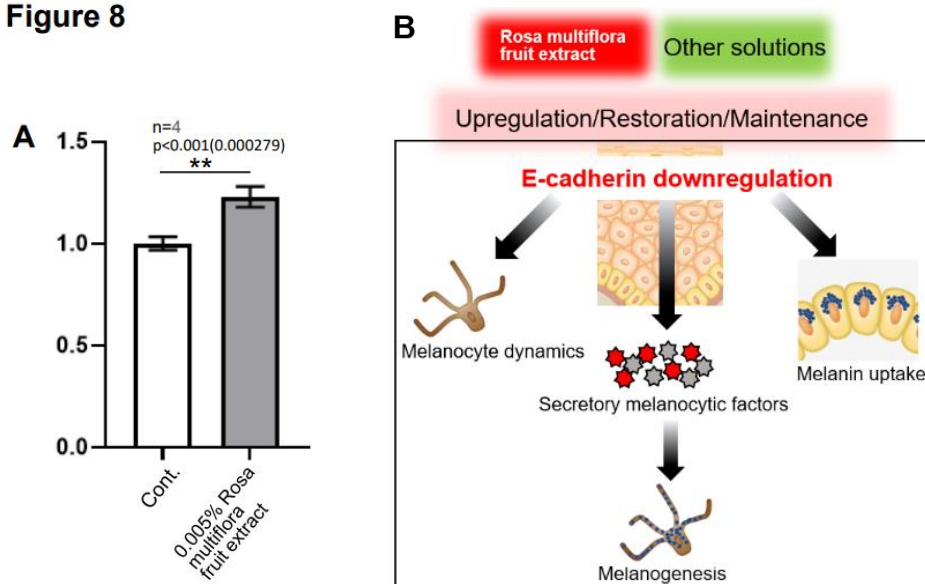 Figure 8
A
n=4
p<0.001(0.000279)
**
1.5
1.0
0.5
0.0
Cont.
0.005% Rosa
multiflora
fruit extract
B
Rosa multiflora
fruit extract
Other solutions
Upregulation/Restoration/Maintenance
E-cadherin downregulation
Melanocyte dynamics
Secretory melanocytic factors
Melanin uptake
Melanogenesis